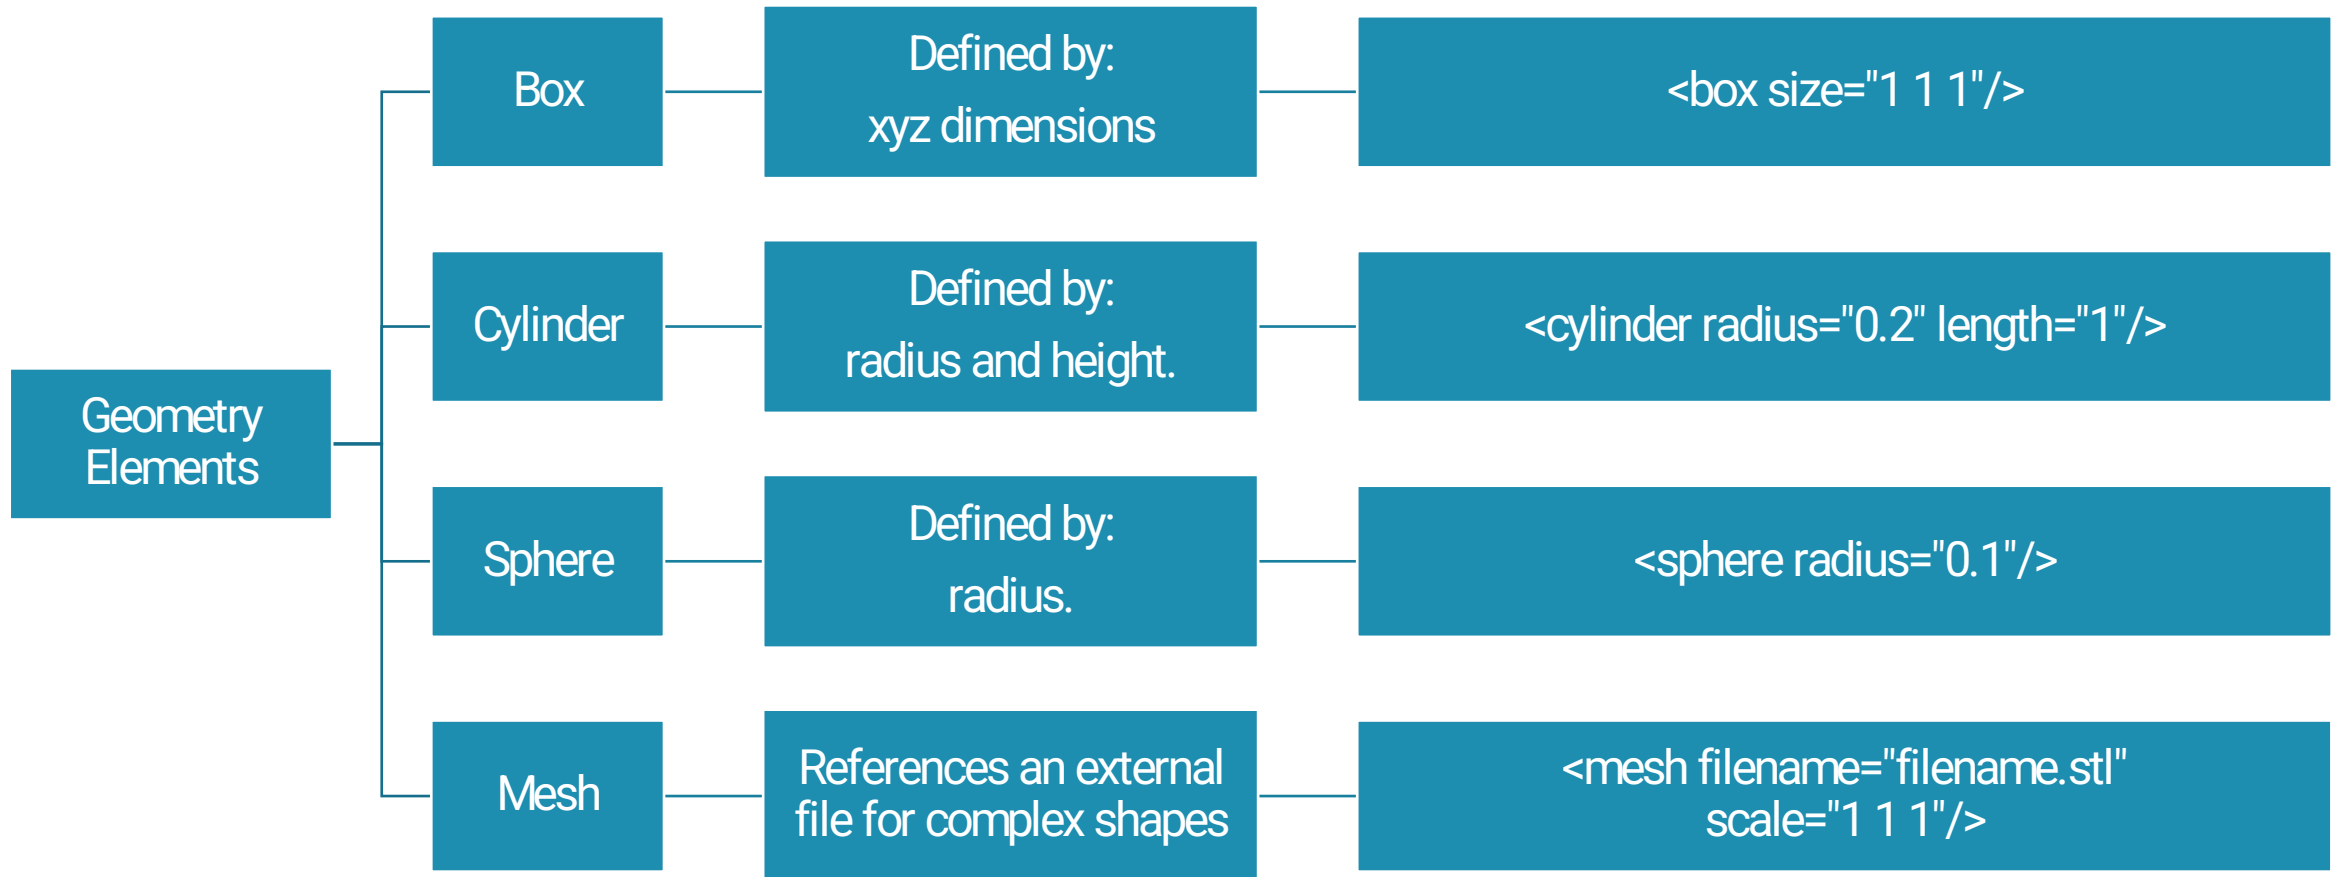 Geometry
Elements
Box
Defined by:
xyz dimensions
<box size="1 1 1"/>
Cylinder
Defined by:
radius and height.
<cylinder radius="0.2" length="1"/>
Sphere
Defined by:
radius.
<sphere radius="0.1"/>
Mesh
References an external
file for complex shapes
<mesh filename="filename.stl"
scale="1 1 1"/>